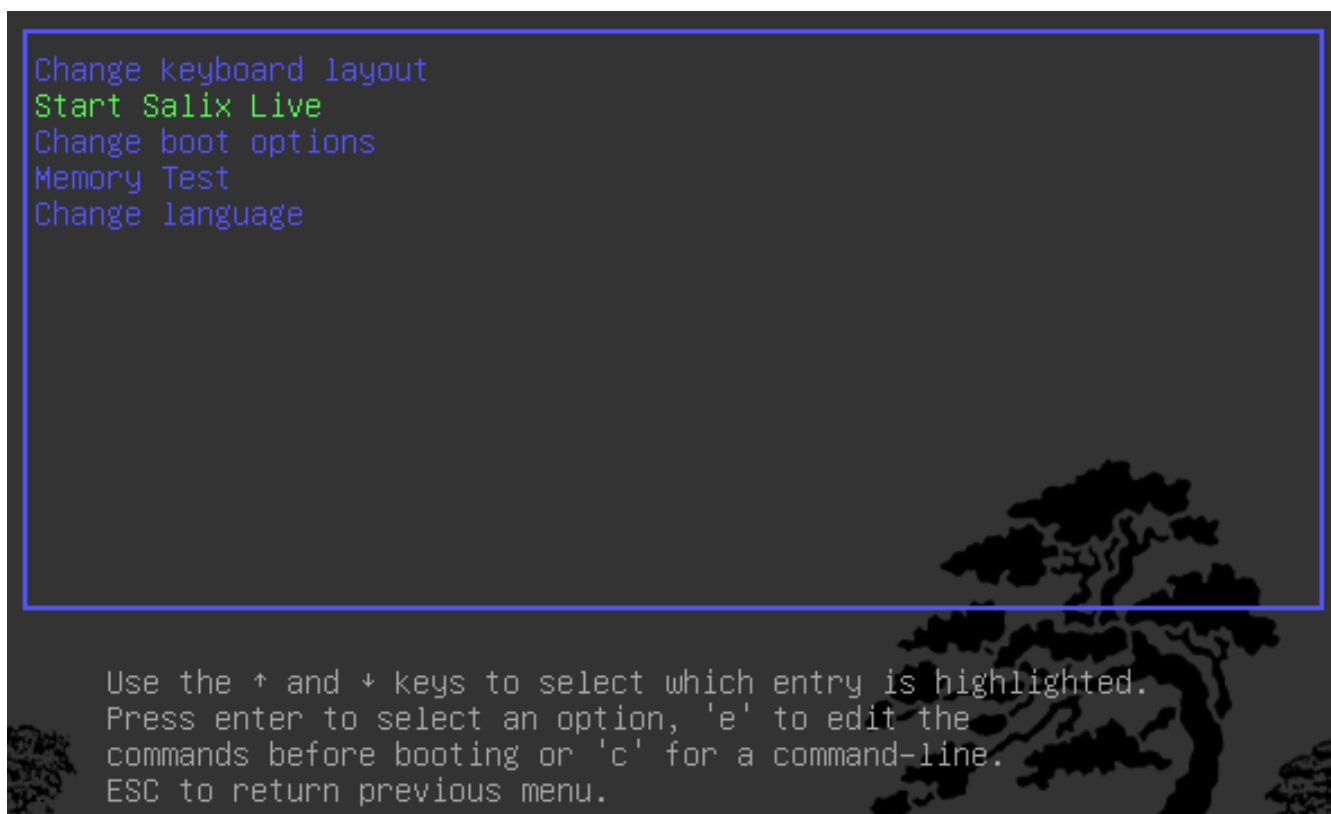 Change keyboard layout
Start Salix Live
Change boot options
Memory Test
Change language
Use the ↑ and ↓ keys to select which entry is highlighted.
Press enter to select an option, 'e' to edit the
commands before booting or 'c' for a command-line.
ESC to return previous menu.